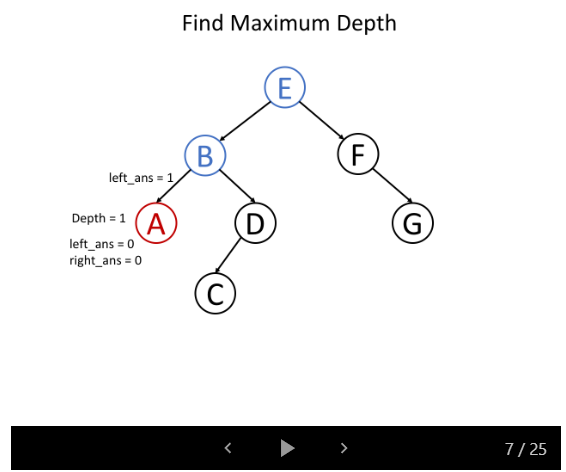 Find Maximum Depth
E
B
F
left_ans = 1
Depth = 1
A
D
G
left_ans = 0
right_ans = 0
C
7 / 25